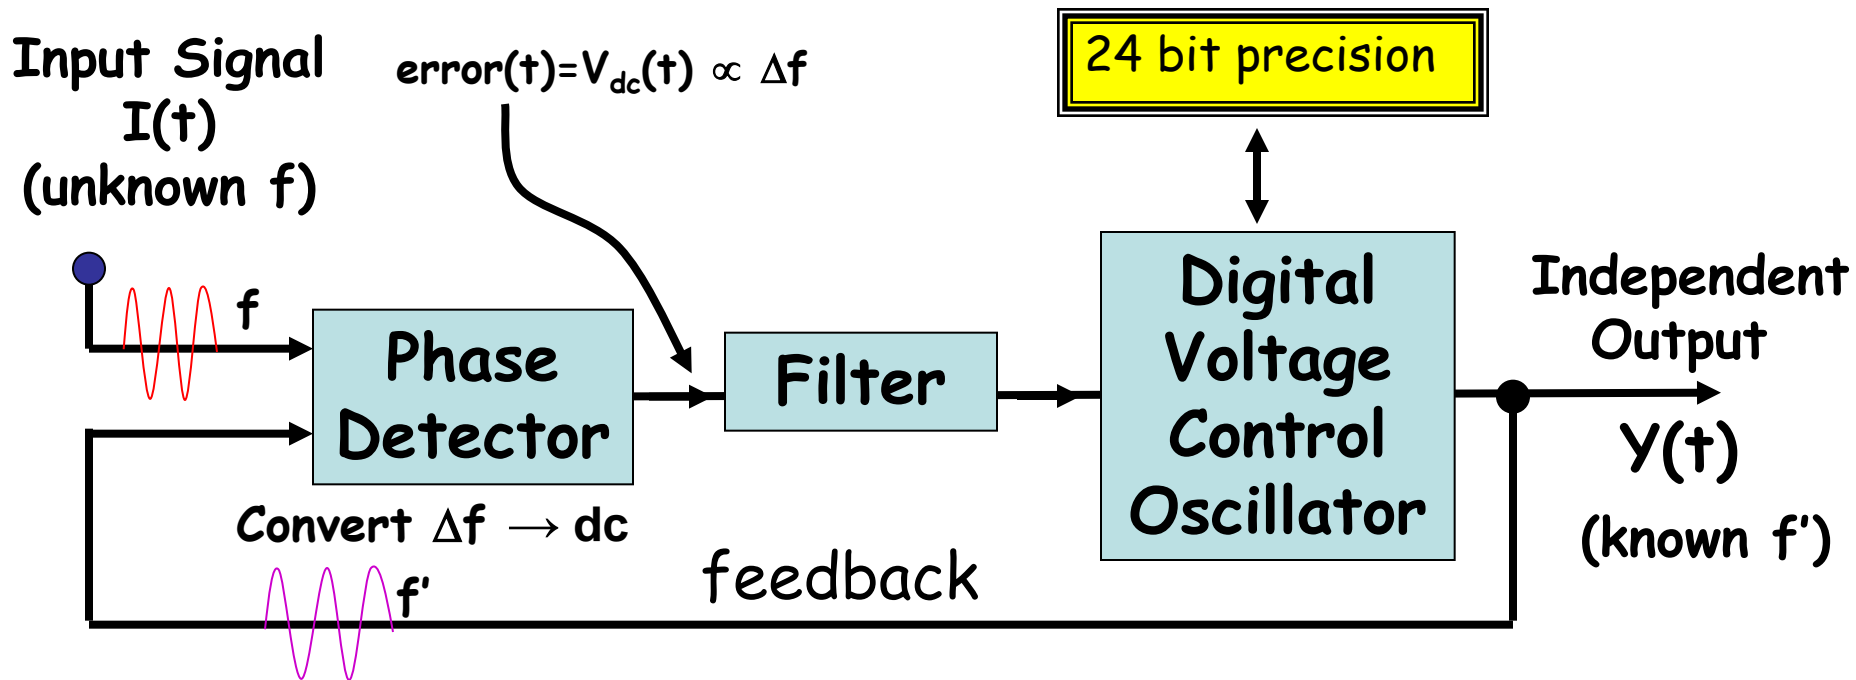 Input Signal
I(t)
(unknown f)
error(t)=Vdc(t) ∝ Δf
24 bit precision
f
Phase
Detector
Filter
Digital
Voltage
Control
Oscillator
Independent
Output
Y(t)
(known f')
Convert Δf → dc
f'
feedback